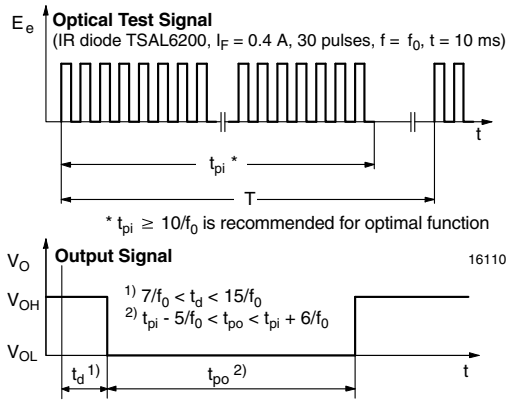 E_e
Optical Test Signal
(IR diode TSAL6200, I_F = 0.4 A, 30 pulses, f = f_0, t = 10 ms)
t
t_pi *
T
* t_pi ≥ 10/f_0 is recommended for optimal function
V_O
Output Signal
16110
V_OH
1) 7/f_0 < t_d < 15/f_0
2) t_pi - 5/f_0 < t_po < t_pi + 6/f_0
V_OL
t_d 1)
t_po 2)
t